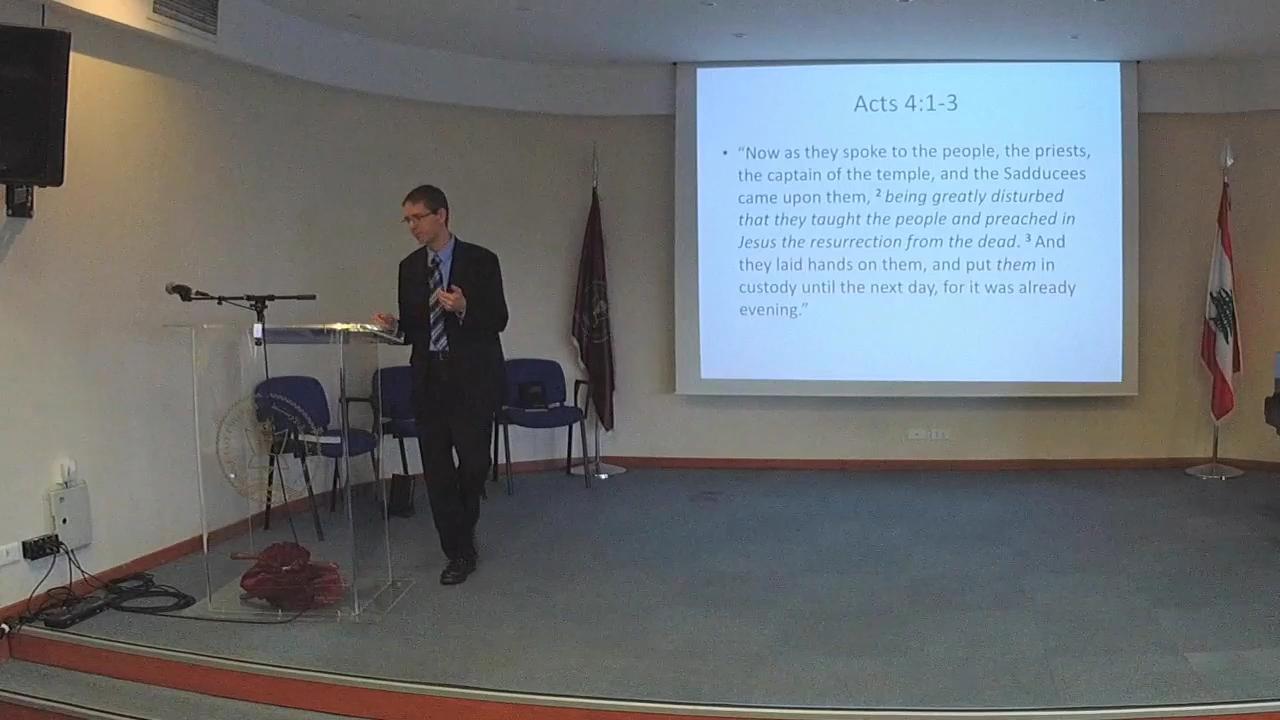 Acts 4:1-3
• “Now as they spoke to the people, the priests,
the captain of the temple, and the Sadducees
came upon them, ² being greatly disturbed
that they taught the people and preached in
Jesus the resurrection from the dead. ³ And
they laid hands on them, and put them in
custody until the next day, for it was already
evening.”